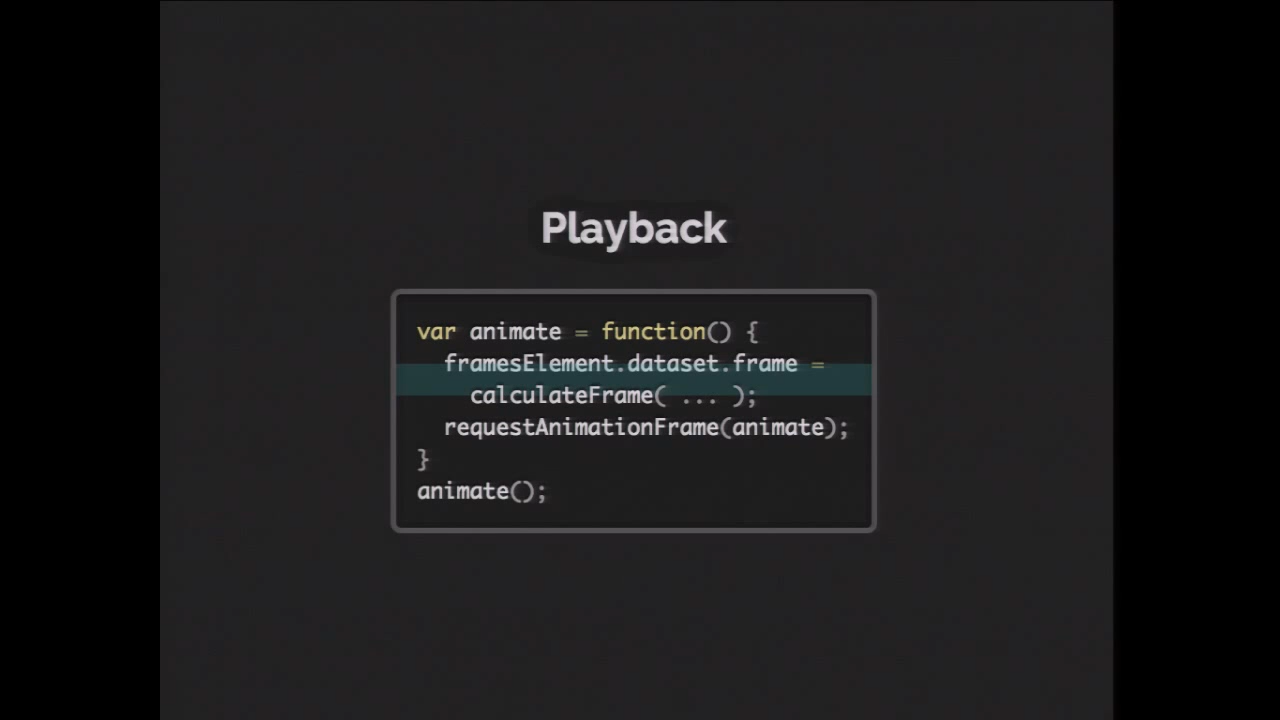 Playback
var animate = function() {
  framesElement.dataset.frame =
    calculateFrame( ... );
  requestAnimationFrame(animate);
}
animate();